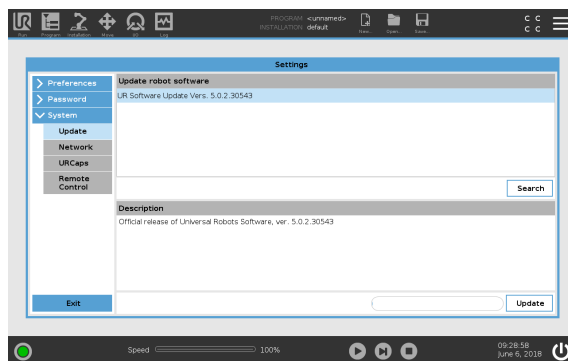 UR
PROGRAM <unnamed>
INSTALLATION default
Run Program Installation Move I/O Log New... Open... Save...
C C
C C
Settings
Preferences
Password
System
Update
Network
URCaps
Remote
Control
Exit
Update robot software
UR Software Update Vers. 5.0.2.30543
Search
Description
Official release of Universal Robots Software, ver. 5.0.2.30543
Update
Speed 100%
09:28:58
June 6, 2018